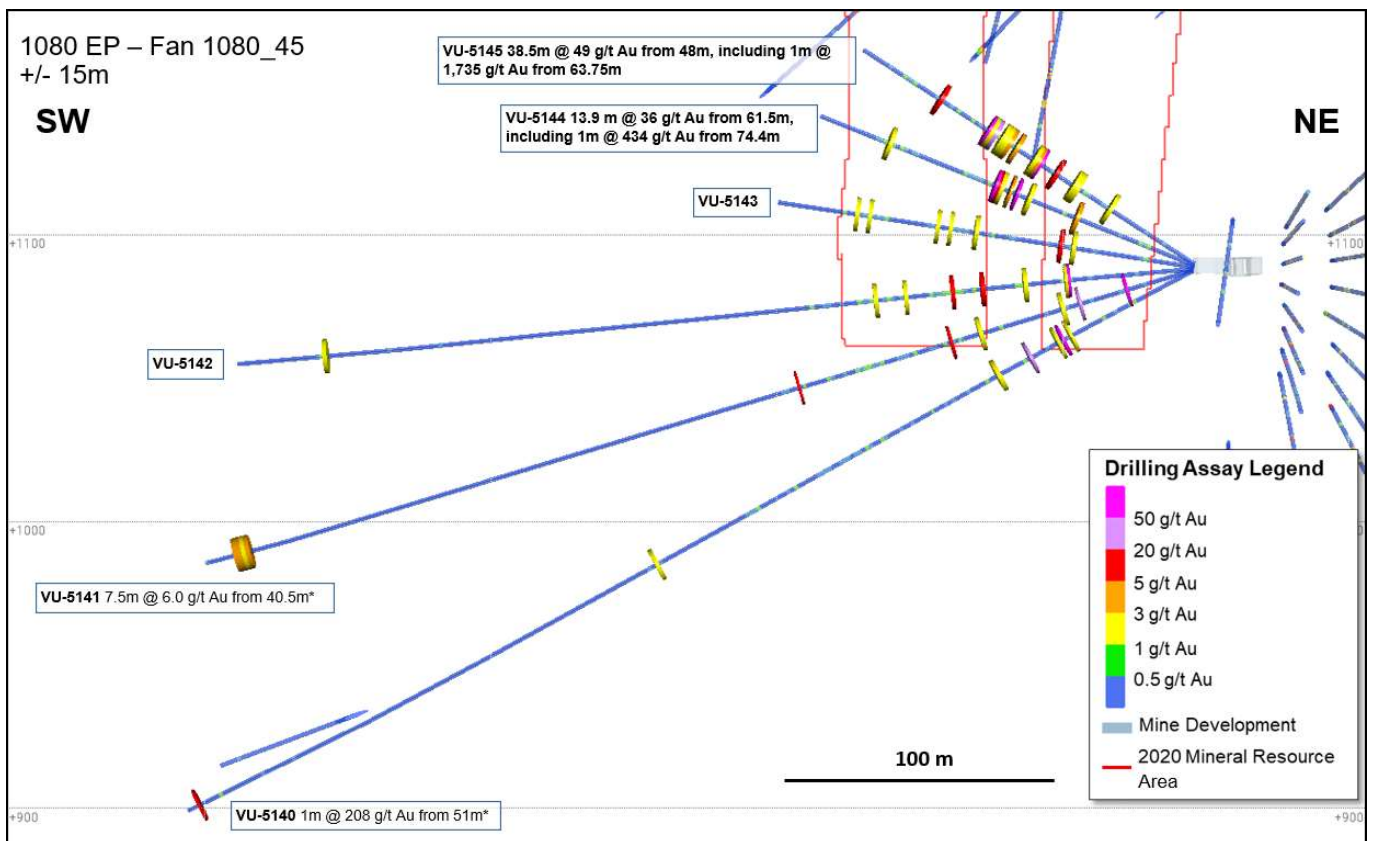 1080 EP – Fan 1080_45
+/- 15m
SW
NE
VU-5145 38.5m @ 49 g/t Au from 48m, including 1m @
1,735 g/t Au from 63.75m
VU-5144 13.9 m @ 36 g/t Au from 61.5m,
including 1m @ 434 g/t Au from 74.4m
VU-5143
+1100
+1100
VU-5142
+1000
VU-5141 7.5m @ 6.0 g/t Au from 40.5m*
VU-5140 1m @ 208 g/t Au from 51m*
100 m
+900
+900
Drilling Assay Legend
50 g/t Au
20 g/t Au
5 g/t Au
3 g/t Au
1 g/t Au
0.5 g/t Au
Mine Development
2020 Mineral Resource
Area